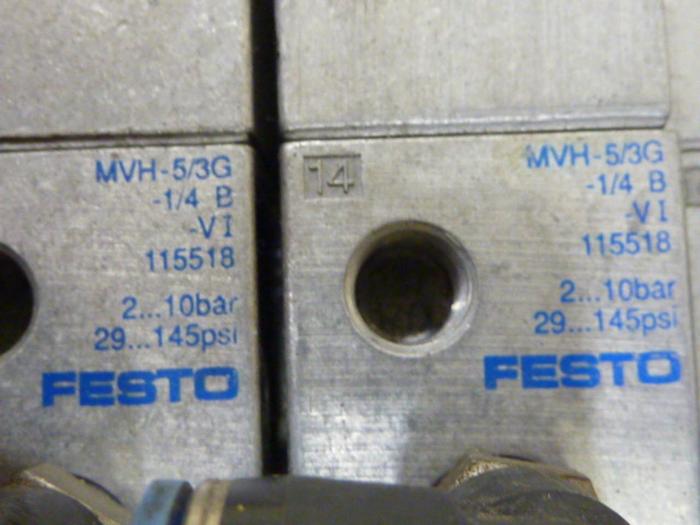 MVH-5/3G
-1/4 B
-VI
115518
2...10bar
29...145psi
FESTO
14
MVH-5/3G
-1/4 B
-VI
115518
2...10bar
29...145psi
FESTO